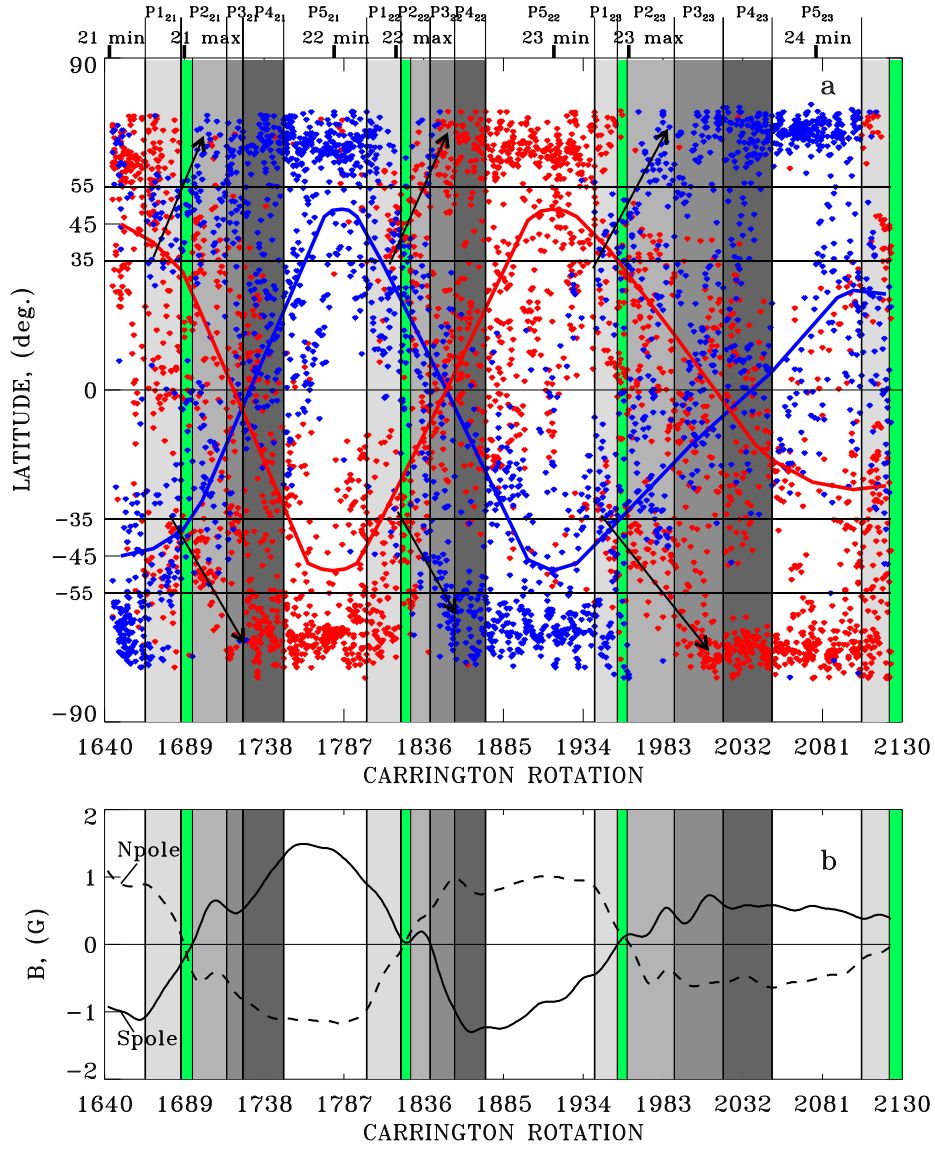 P1₂₁ P2₂₁ P3₂₁ P4₂₁ P5₂₁ P1₂₂ P2₂₂ P3₂₂ P4₂₂ P5₂₂ P1₂₃ P2₂₃ P3₂₃ P4₂₃ P5₂₃
21 min 21 max 22 min 22 max 23 min 23 max 24 min
90
a
55
45
35
0
−35
−45
−55
−90
LATITUDE, (deg.)
1640 1689 1738 1787 1836 1885 1934 1983 2032 2081 2130
CARRINGTON ROTATION
2
Npole
b
1
0
−1
Spole
−2
B, (G)
1640 1689 1738 1787 1836 1885 1934 1983 2032 2081 2130
CARRINGTON ROTATION